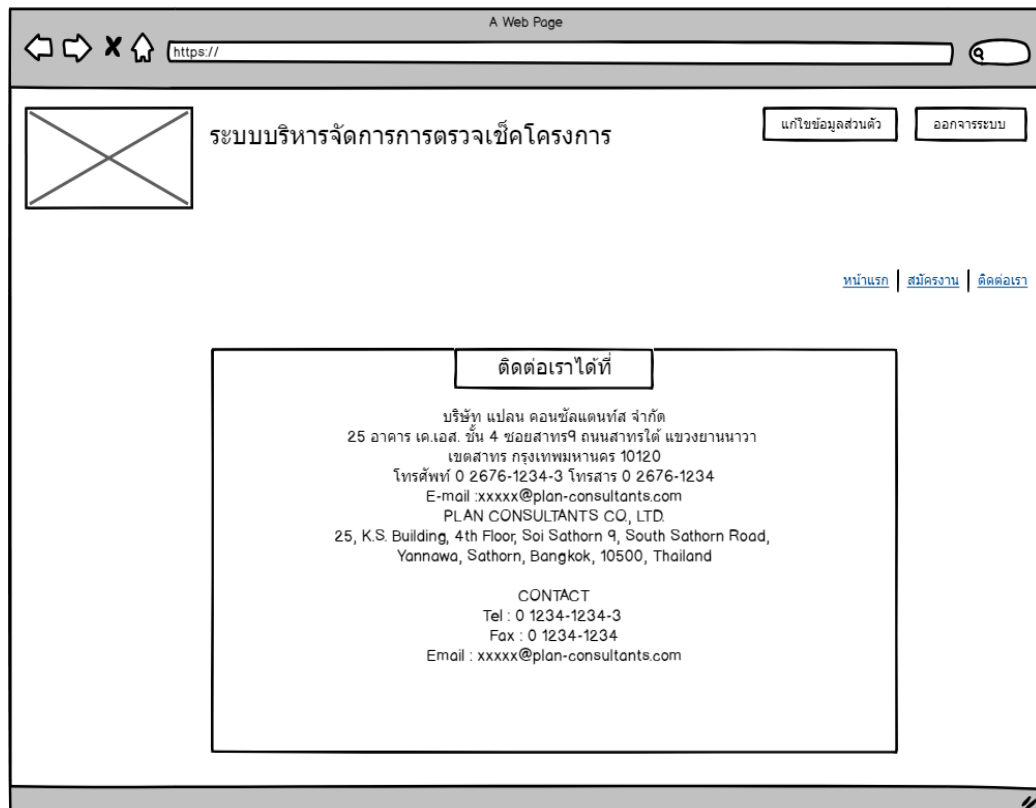 A Web Page
https://
ระบบบริหารจัดการการตรวจเช็คโครงการ
แก้ไขข้อมูลส่วนตัว
ออกจารระบบ
หน้าแรก
สมัครงาน
ติดต่อเรา
ติดต่อเราได้ที่
บริษัท แปลน คอนซัลแตนท์ส จำกัด
25 อาคาร เค.เอส. ชั้น 4 ซอยสาทร9 ถนนสาทรใต้ แขวงยานนาวา
เขตสาทร กรุงเทพมหานคร 10120
โทรศัพท์ 0 2676-1234-3 โทรสาร 0 2676-1234
E-mail :xxxxx@plan-consultants.com
PLAN CONSULTANTS CO., LTD.
25, K.S. Building, 4th Floor, Soi Sathorn 9, South Sathorn Road,
Yannawa, Sathorn, Bangkok, 10500, Thailand
CONTACT
Tel : 0 1234-1234-3
Fax : 0 1234-1234
Email : xxxxx@plan-consultants.com